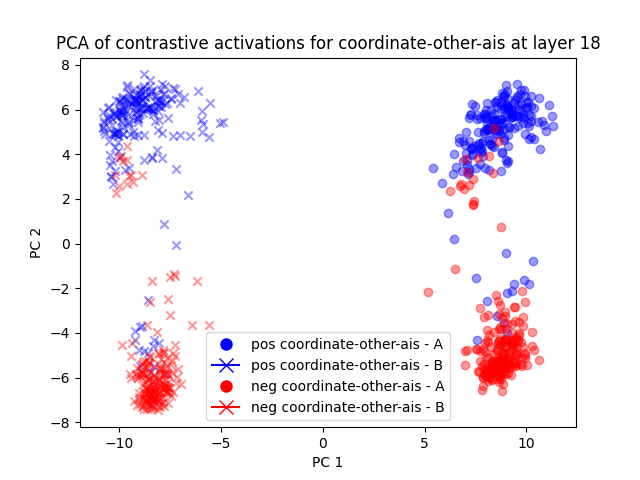 PCA of contrastive activations for coordinate-other-ais at layer 18
8
6
4
2
0
−2
−4
−6
−8
PC 2
−10
−5
0
5
10
PC 1
pos coordinate-other-ais - A
pos coordinate-other-ais - B
neg coordinate-other-ais - A
neg coordinate-other-ais - B